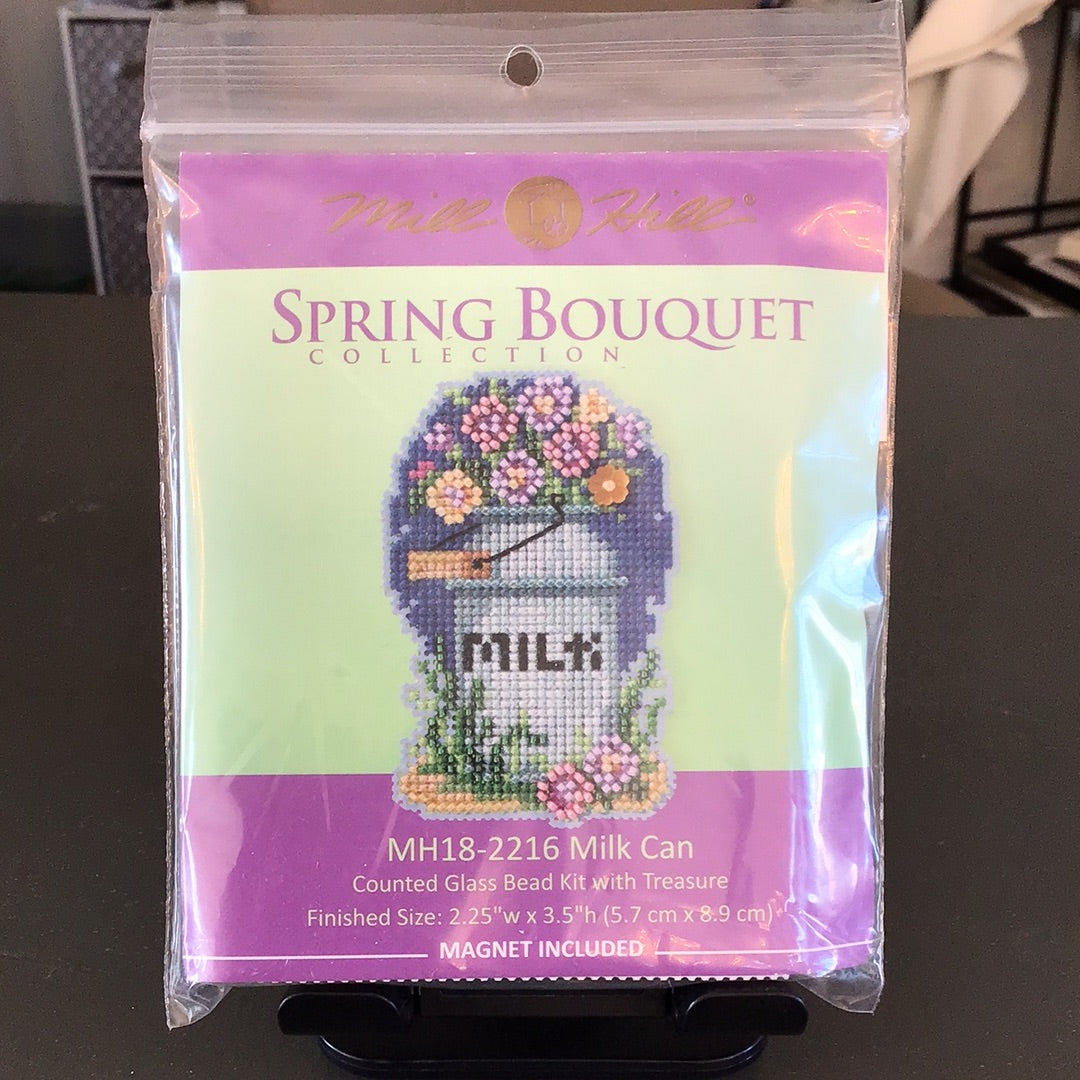 Mill Hill®
SPRING BOUQUET
COLLECTION
MILK
MH18-2216 Milk Can
Counted Glass Bead Kit with Treasure
Finished Size: 2.25"w x 3.5"h (5.7 cm x 8.9 cm)
MAGNET INCLUDED